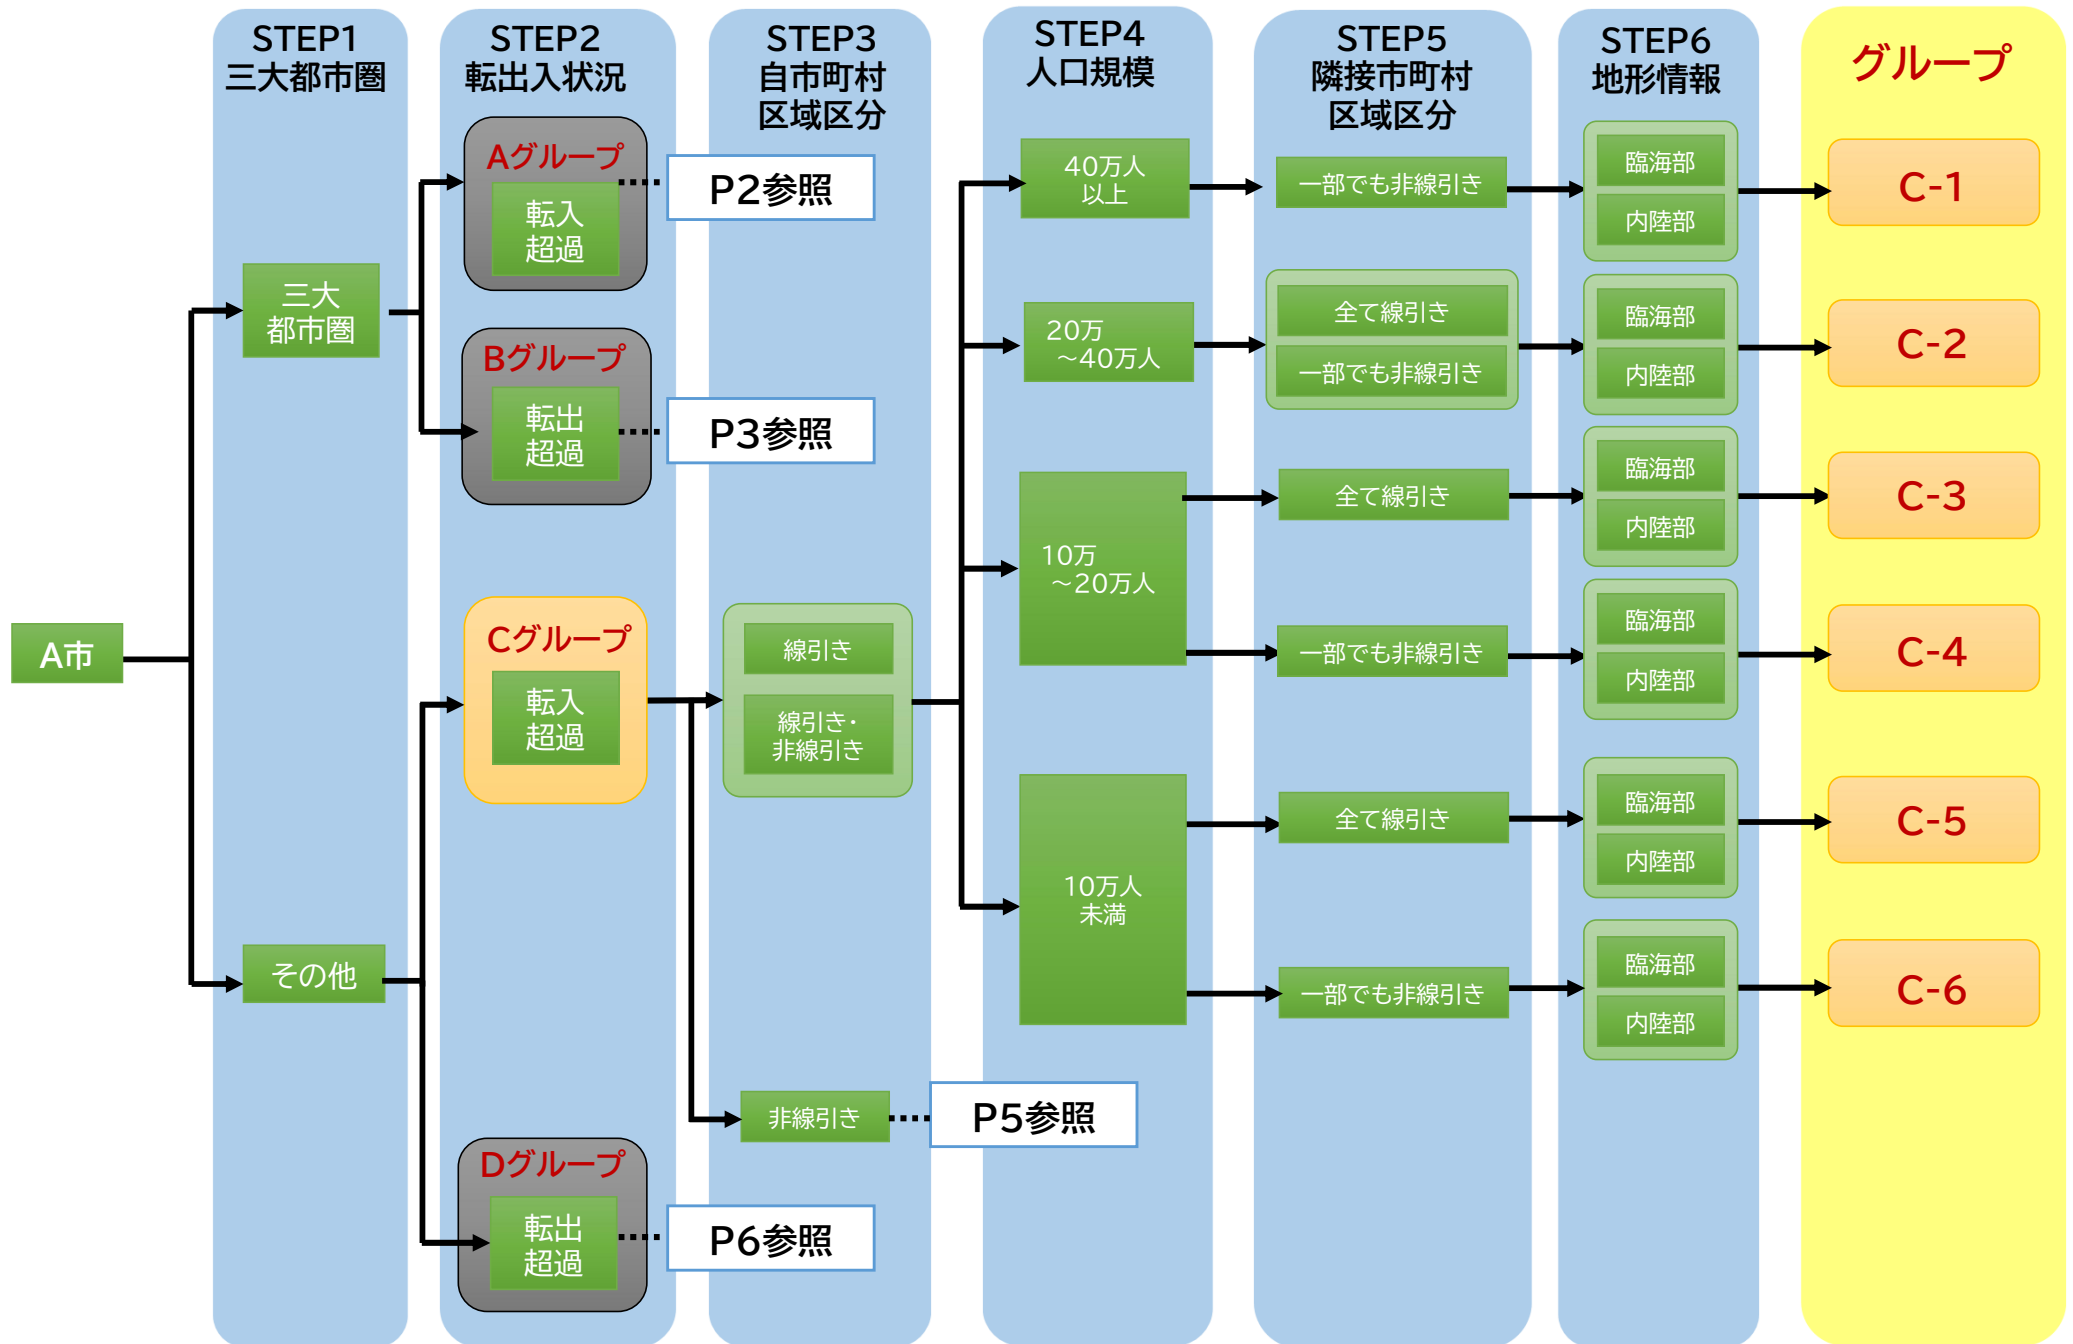 STEP1
三大都市圏
STEP2
転出入状況
STEP3
自市町村
区域区分
STEP4
人口規模
STEP5
隣接市町村
区域区分
STEP6
地形情報
グループ
A市
三大
都市圏
その他
Aグループ
転入
超過
P2参照
Bグループ
転出
超過
P3参照
Cグループ
転入
超過
Dグループ
転出
超過
P6参照
線引き
線引き・
非線引き
非線引き
P5参照
40万人
以上
20万
～40万人
10万
～20万人
10万人
未満
一部でも非線引き
全て線引き
一部でも非線引き
全て線引き
一部でも非線引き
全て線引き
一部でも非線引き
臨海部
内陸部
臨海部
内陸部
臨海部
内陸部
臨海部
内陸部
臨海部
内陸部
臨海部
内陸部
C-1
C-2
C-3
C-4
C-5
C-6